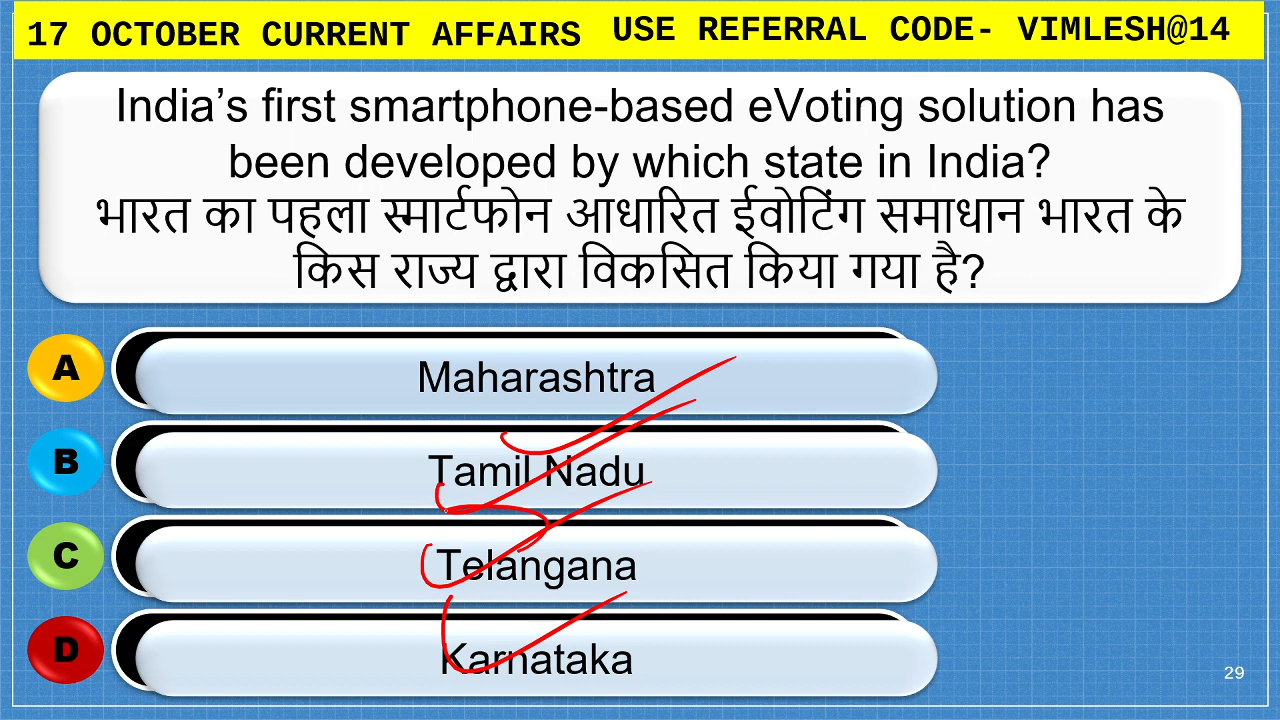 17 OCTOBER CURRENT AFFAIRS USE REFERRAL CODE- VIMLESH@14
India’s first smartphone-based eVoting solution has
been developed by which state in India?
भारत का पहला स्मार्टफोन आधारित ईवोटिंग समाधान भारत के
किस राज्य द्वारा विकसित किया गया है?
A Maharashtra
B Tamil Nadu
C Telangana
D Karnataka
29